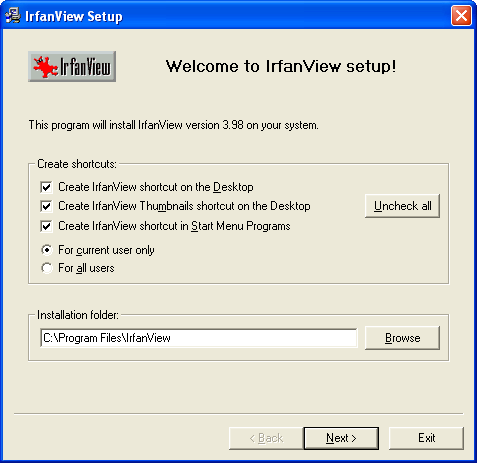 IrfanView Setup
IrfanView
Welcome to IrfanView setup!
This program will install IrfanView version 3.98 on your system.
Create shortcuts:
Create IrfanView shortcut on the Desktop
Create IrfanView Thumbnails shortcut on the Desktop
Uncheck all
Create IrfanView shortcut in Start Menu Programs
For current user only
For all users
Installation folder:
C:\Program Files\IrfanView
Browse
< Back
Next >
Exit